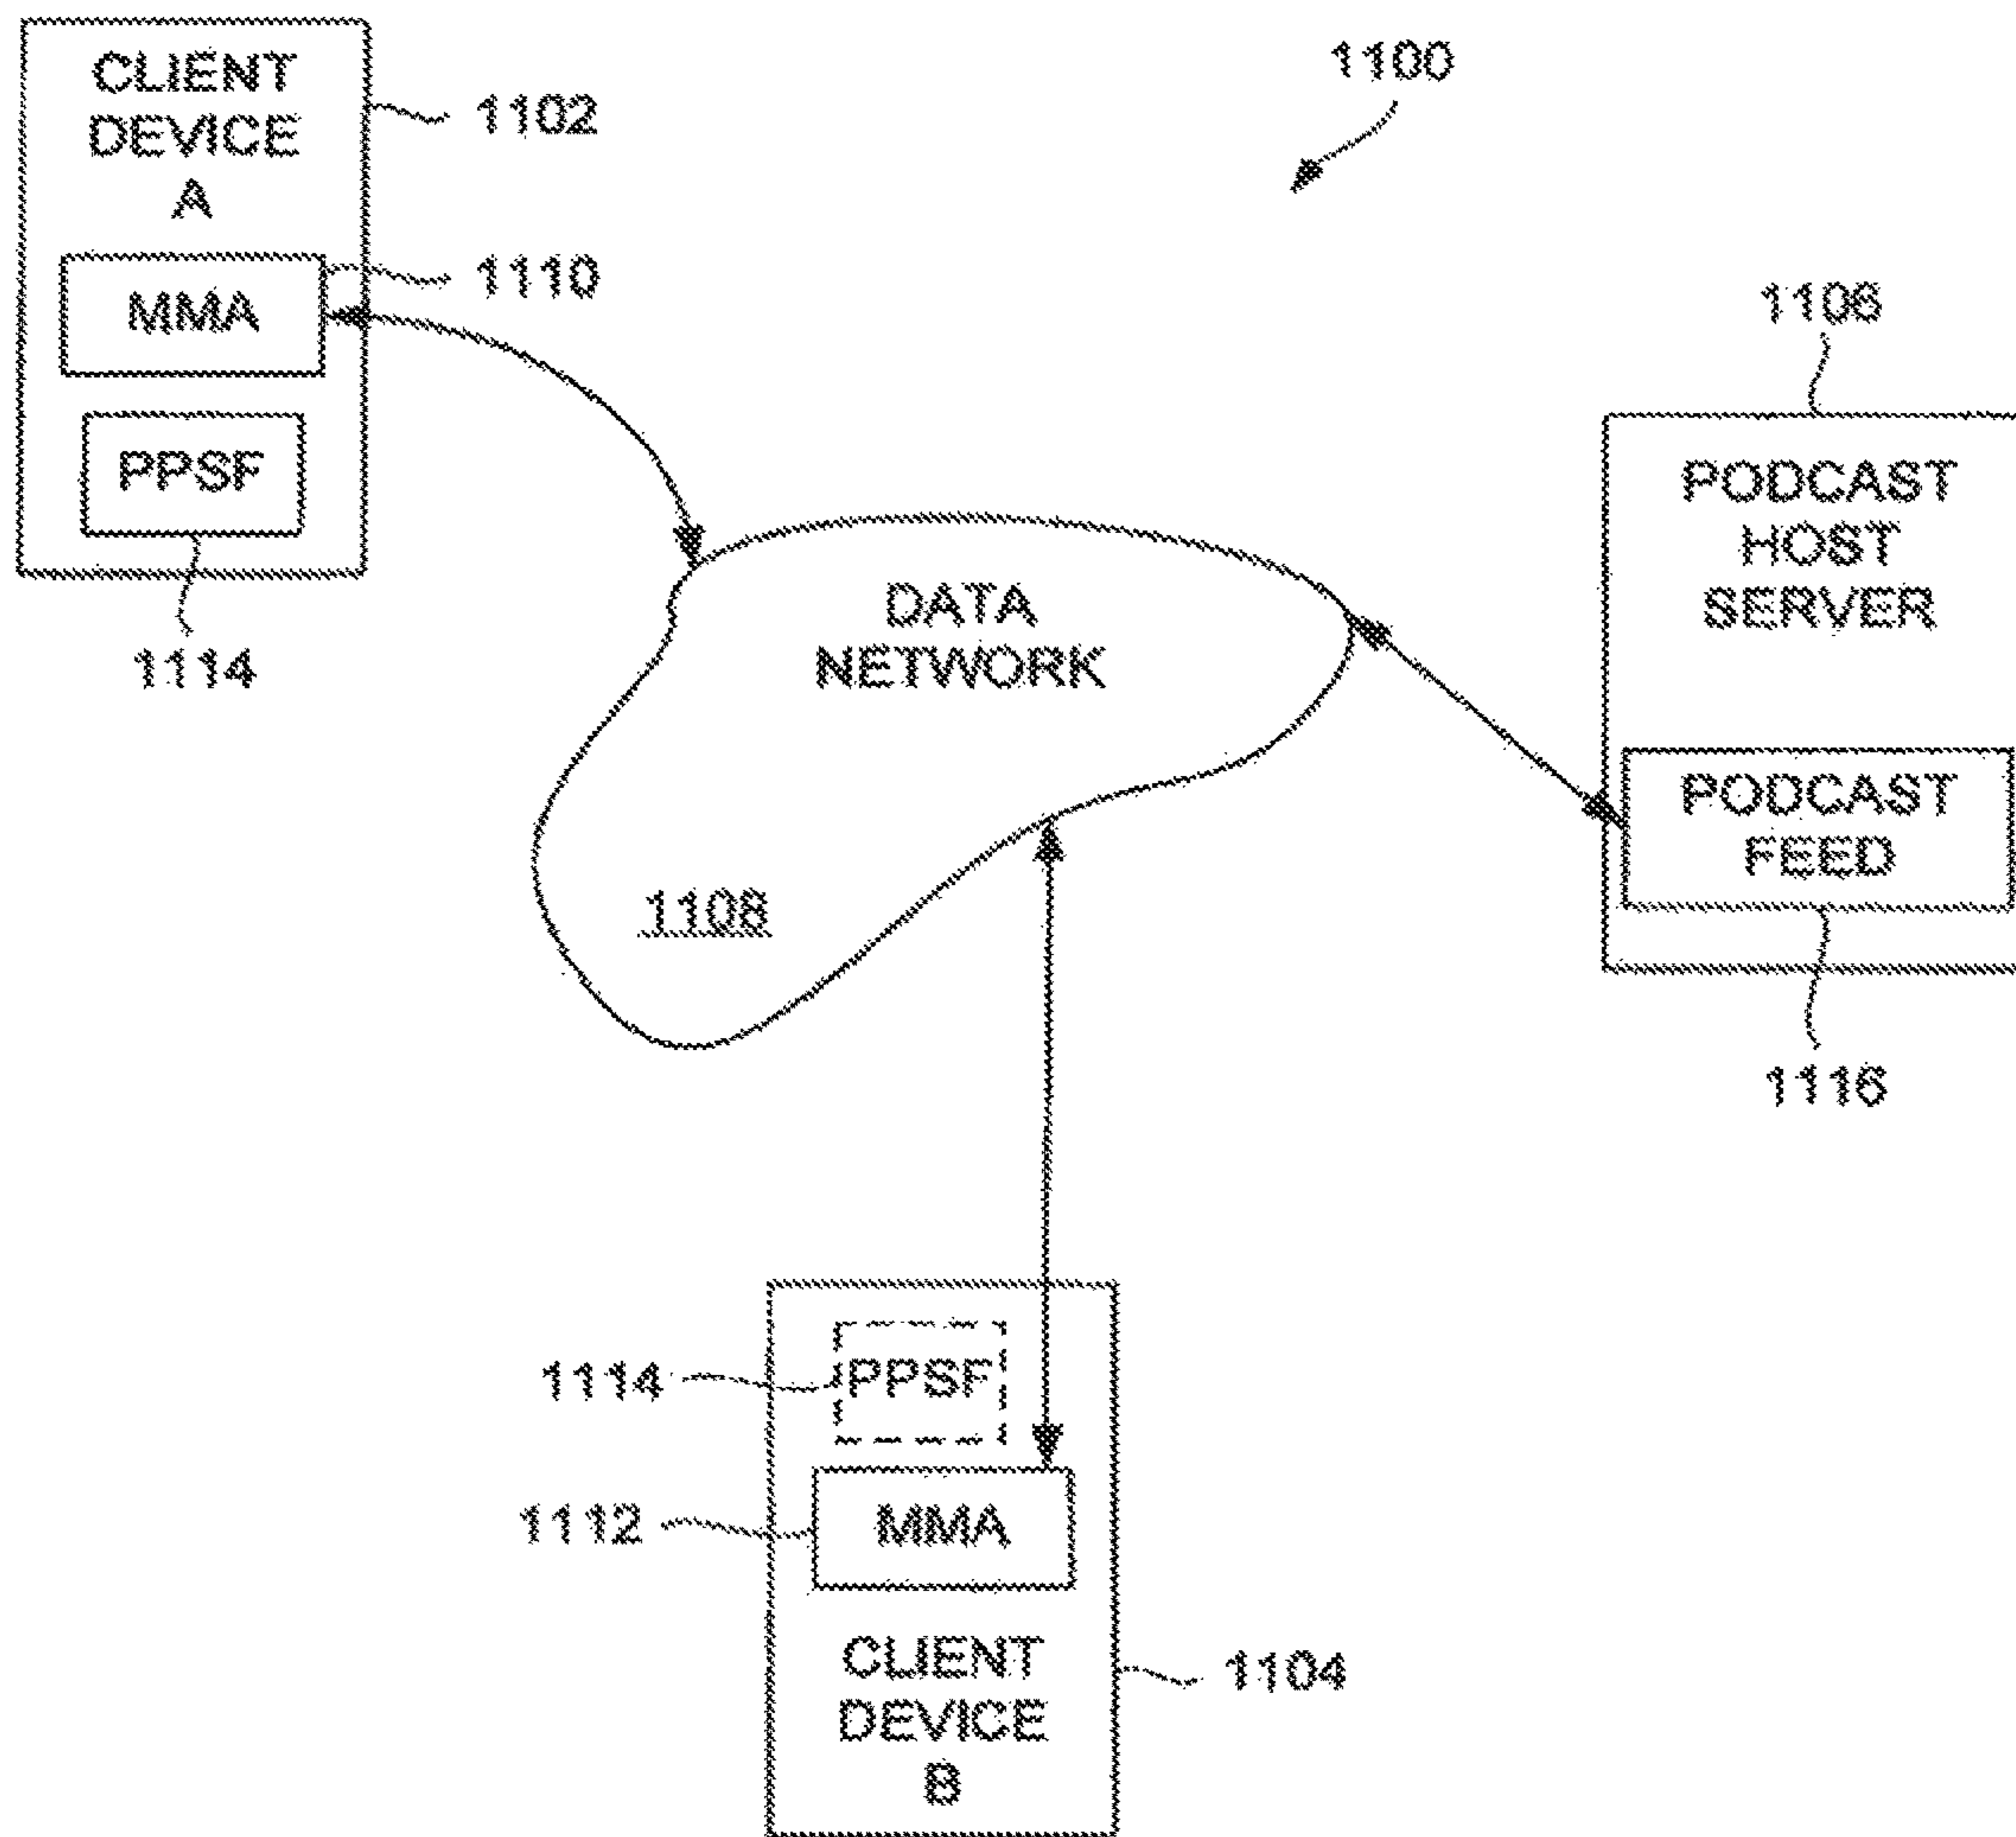 CLIENT
DEVICE
A
1102
1100
MMA
1110
PPSF
1114
1106
PODCAST
HOST
SERVER
DATA
NETWORK
PODCAST
FEED
1108
1116
PPSF
1114
MMA
1112
CLIENT
DEVICE
B
1104